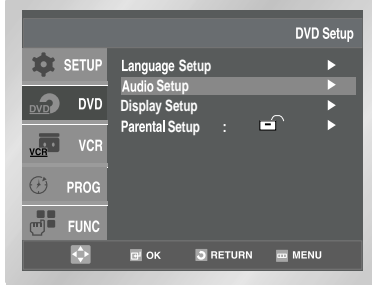 DVD Setup
SETUP
DVD DVD
VCR VCR
PROG
FUNC
Language Setup
Audio Setup
Display Setup
Parental Setup :
OK RETURN MENU